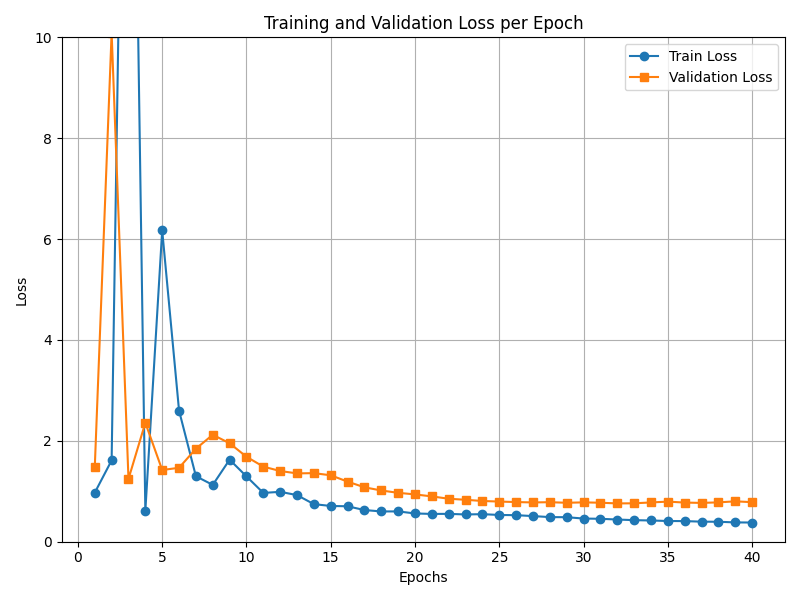 Training and Validation Loss per Epoch
Train Loss
Validation Loss
10
8
6
4
2
0
Loss
0 5 10 15 20 25 30 35 40
Epochs